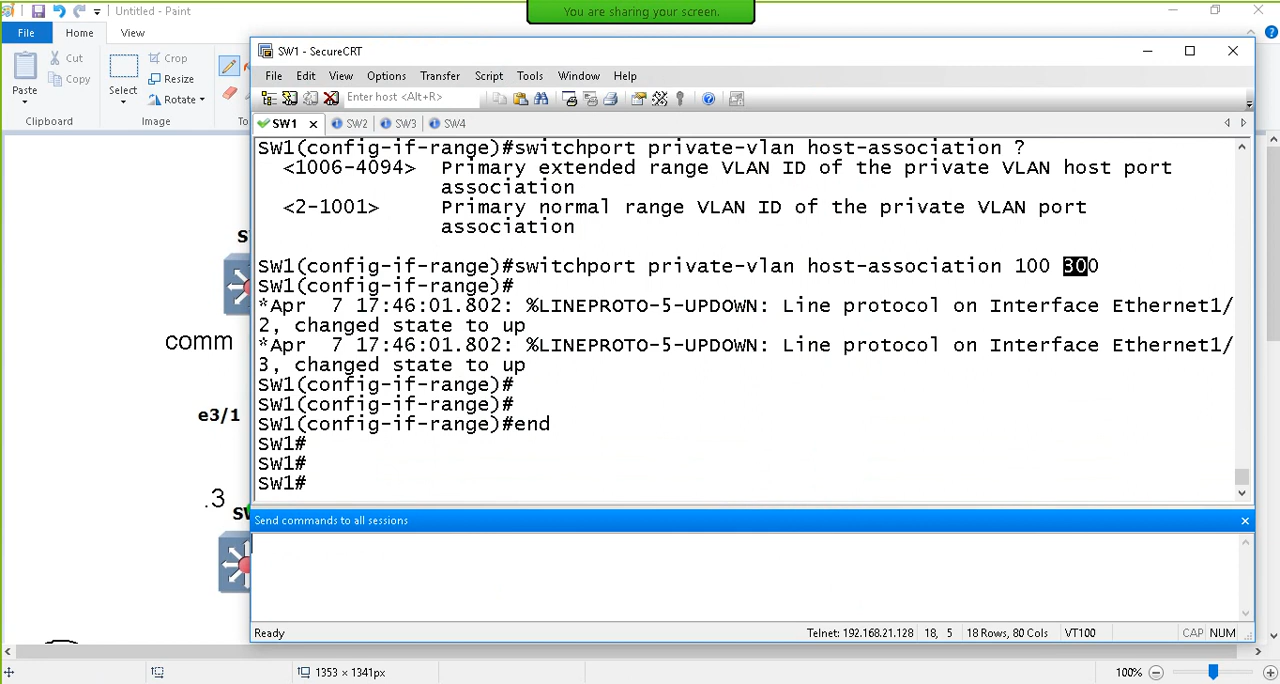 You are sharing your screen.
Untitled - Paint
File Home View
Cut
Copy
Paste
Clipboard
Crop
Resize
Rotate
Select
Image
To
SW1 - SecureCRT
File Edit View Options Transfer Script Tools Window Help
Enter host <Alt+R>
SW1 SW2 SW3 SW4
SW1(config-if-range)#switchport private-vlan host-association ?
<1006-4094> Primary extended range VLAN ID of the private VLAN host port
association
<2-1001> Primary normal range VLAN ID of the private VLAN port
association
SW1(config-if-range)#switchport private-vlan host-association 100 300
SW1(config-if-range)#
*Apr 7 17:46:01.802: %LINEPROTO-5-UPDOWN: Line protocol on Interface Ethernet1/
2, changed state to up
*Apr 7 17:46:01.802: %LINEPROTO-5-UPDOWN: Line protocol on Interface Ethernet1/
3, changed state to up
SW1(config-if-range)#
SW1(config-if-range)#
SW1(config-if-range)#end
SW1#
SW1#
SW1#
Send commands to all sessions
Ready
Telnet: 192.168.21.128 18, 5 18 Rows, 80 Cols VT100 CAP NUM
comm
e3/1
.3
1353 × 1341px
100%